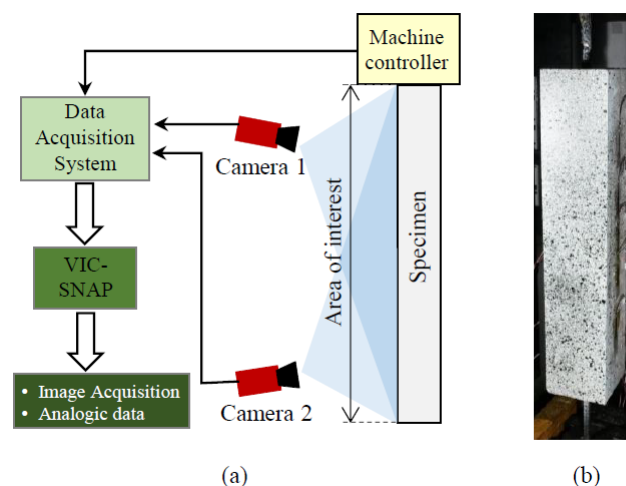 Machine
controller
Data
Acquisition
System
Camera 1
Area of interest
Specimen
VIC-
SNAP
• Image Acquisition
• Analogic data
Camera 2
(a)
(b)